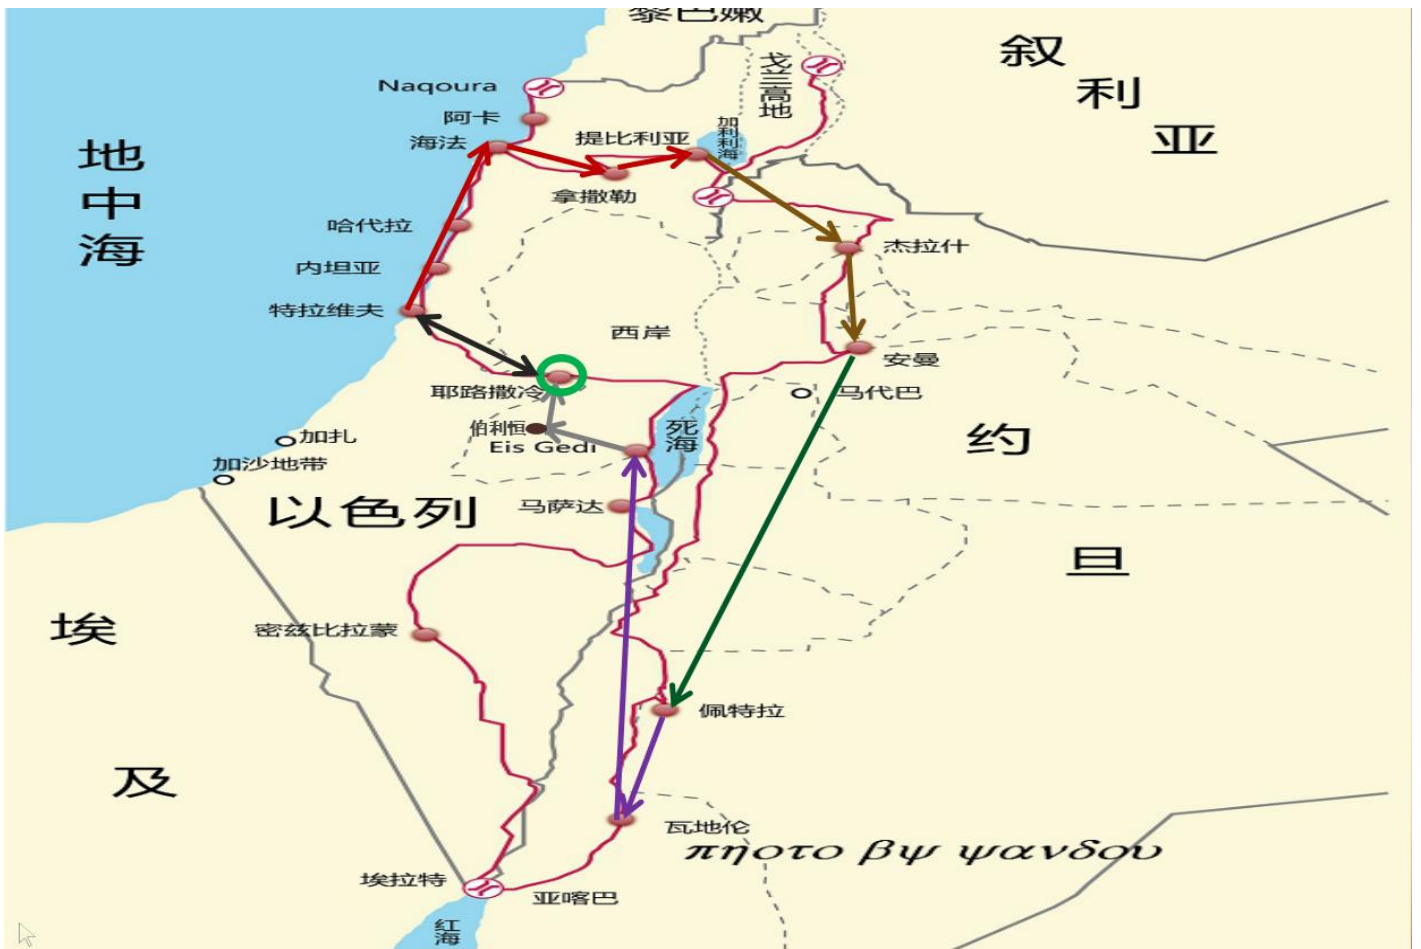 黎巴嫩
叙利亚
戈兰高地
Naqoura
阿卡
海法
提比利亚
加利利海
地中海
拿撒勒
哈代拉
杰拉什
内坦亚
特拉维夫
西岸
安曼
耶路撒冷
马代巴
伯利恒
死海
Eis Gedi
加扎
加沙地带
约旦
以色列
马萨达
埃及
密兹比拉蒙
佩特拉
瓦地伦
πηοτο βψ ψανδου
埃拉特
亚喀巴
红海